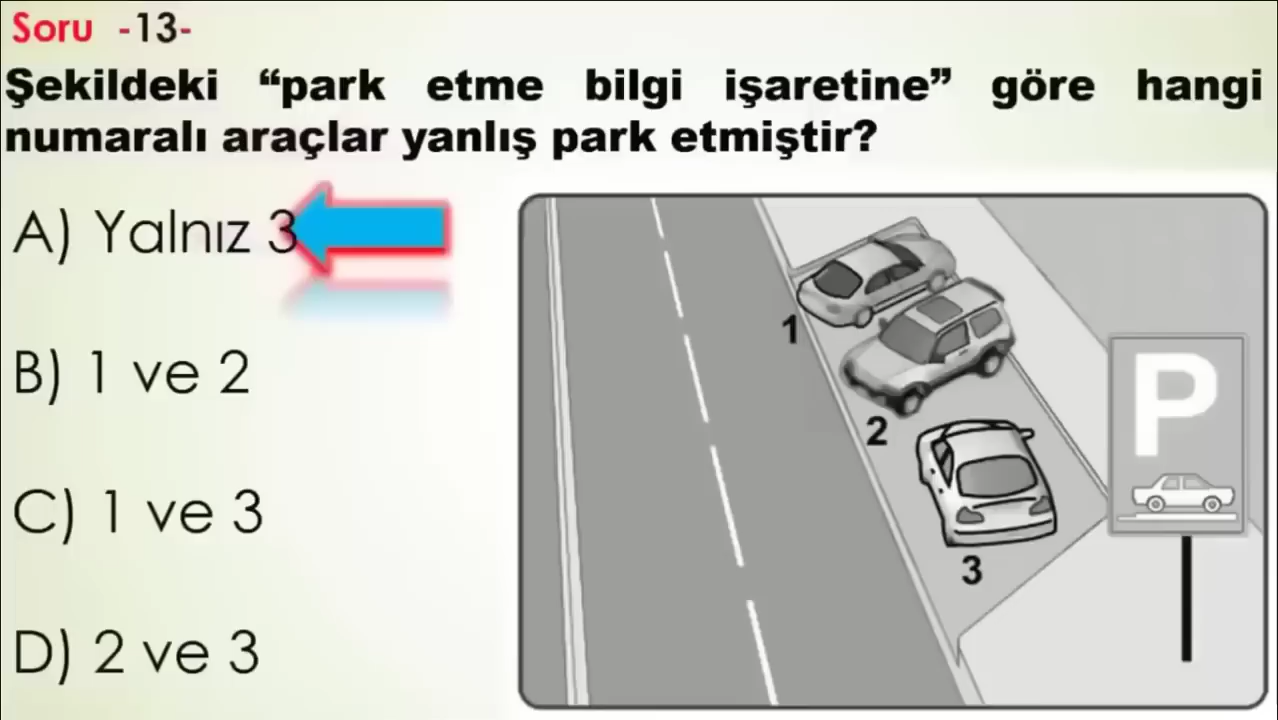 Soru -13-
Şekildeki “park etme bilgi işaretine” göre hangi
numaralı araçlar yanlış park etmiştir?
A) Yalnız 3
B) 1 ve 2
C) 1 ve 3
D) 2 ve 3
1
2
3
P